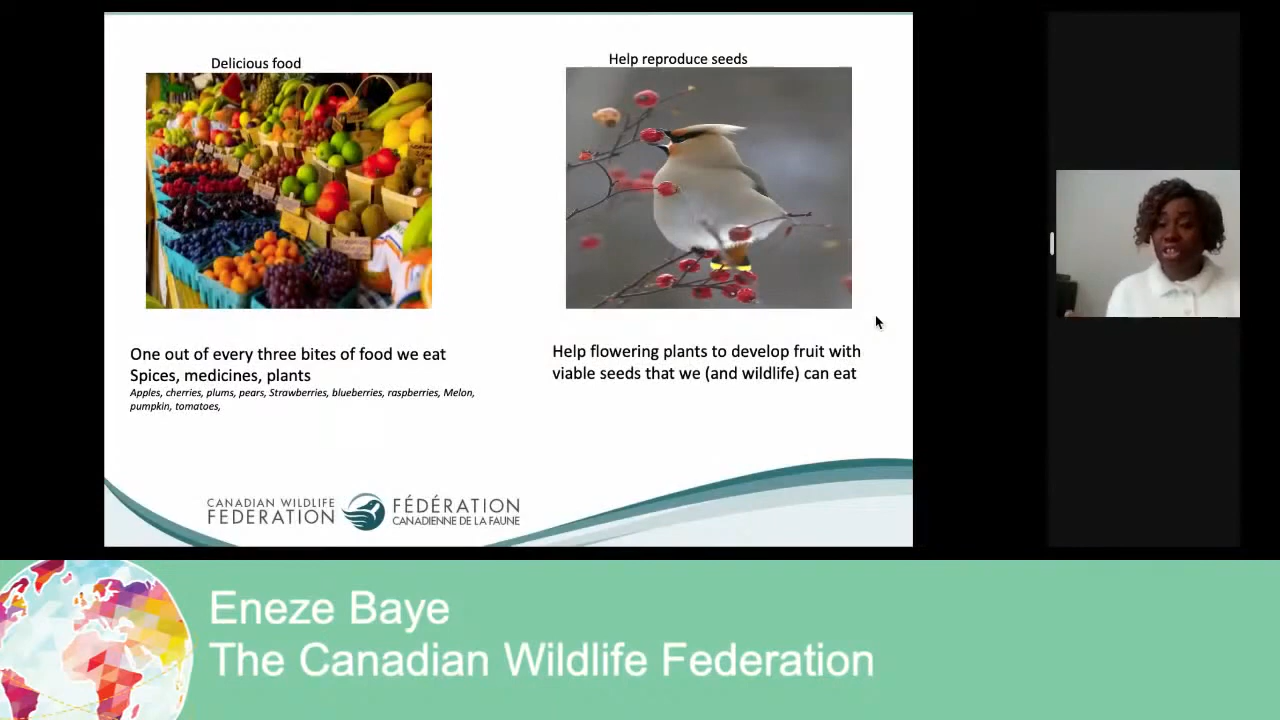 Delicious food
Help reproduce seeds
One out of every three bites of food we eat
Spices, medicines, plants
Apples, cherries, plums, pears, Strawberries, blueberries, raspberries, Melon,
pumpkin, tomatoes,
Help flowering plants to develop fruit with
viable seeds that we (and wildlife) can eat
CANADIAN WILDLIFE
FEDERATION
FÉDÉRATION
CANADIENNE DE LA FAUNE
Eneze Baye
The Canadian Wildlife Federation